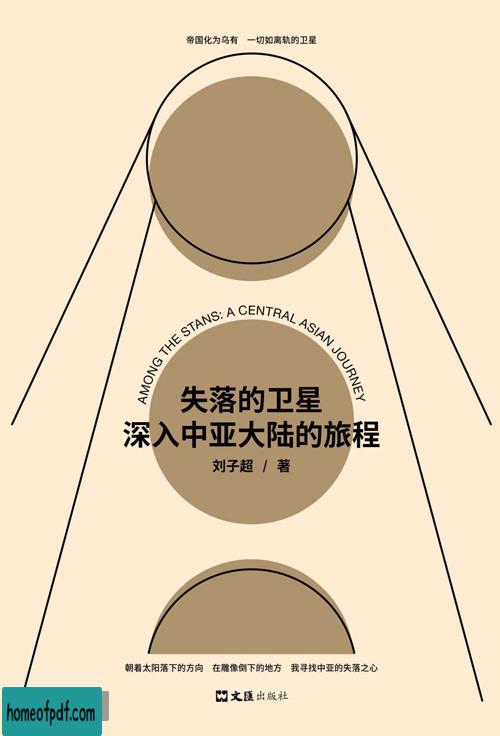 帝国化为乌有 一切如离轨的卫星
AMONG THE STANS: A CENTRAL ASIAN JOURNEY
失落的卫星
深入中亚大陆的旅程
刘子超 / 著
朝着太阳落下的方向 在雕像倒下的地方 我寻找中亚的失落之心
文匯出版社
homeofpdf.com